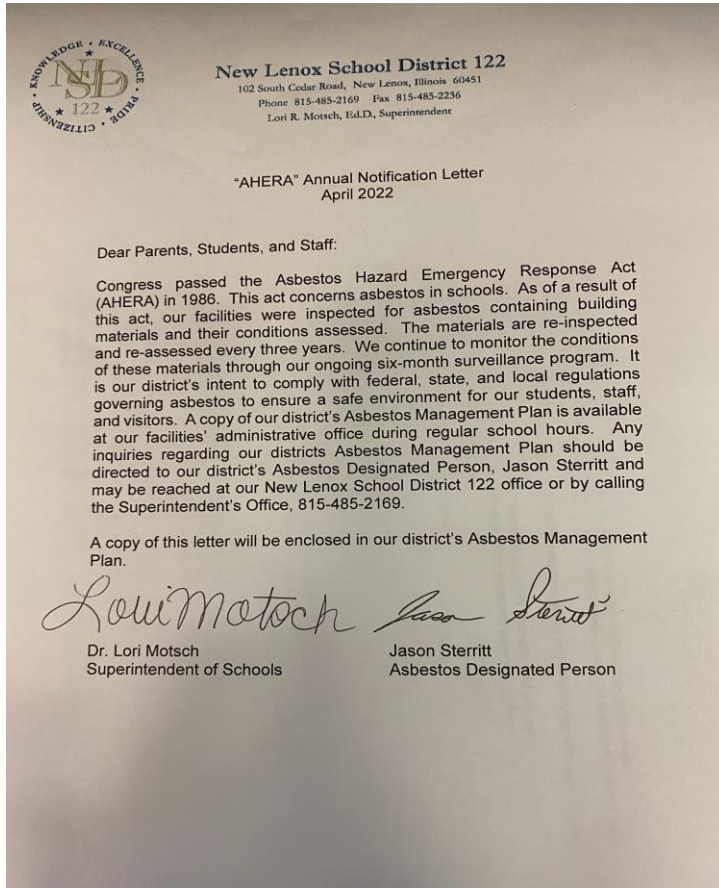 KNOWLEDGE • EXCELLENCE • PRIDE • CITIZENSHIP •
NLSD
★ 122 ★
New Lenox School District 122
102 South Cedar Road, New Lenox, Illinois 60451
Phone 815-485-2169 Fax 815-485-2236
Lori R. Motsch, Ed.D., Superintendent
"AHERA" Annual Notification Letter
April 2022
Dear Parents, Students, and Staff:
Congress passed the Asbestos Hazard Emergency Response Act
(AHERA) in 1986. This act concerns asbestos in schools. As of a result of
this act, our facilities were inspected for asbestos containing building
materials and their conditions assessed. The materials are re-inspected
and re-assessed every three years. We continue to monitor the conditions
of these materials through our ongoing six-month surveillance program. It
is our district's intent to comply with federal, state, and local regulations
governing asbestos to ensure a safe environment for our students, staff,
and visitors. A copy of our district's Asbestos Management Plan is available
at our facilities' administrative office during regular school hours. Any
inquiries regarding our districts Asbestos Management Plan should be
directed to our district's Asbestos Designated Person, Jason Sterritt and
may be reached at our New Lenox School District 122 office or by calling
the Superintendent's Office, 815-485-2169.
A copy of this letter will be enclosed in our district's Asbestos Management
Plan.
Lori Motsch Jason Sterritt
Dr. Lori Motsch Jason Sterritt
Superintendent of Schools Asbestos Designated Person